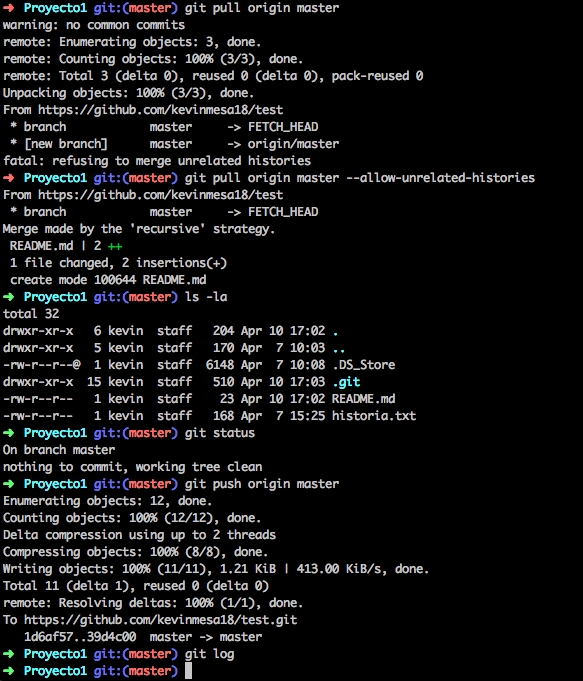 ➜ Proyecto1 git:(master) git pull origin master
warning: no common commits
remote: Enumerating objects: 3, done.
remote: Counting objects: 100% (3/3), done.
remote: Total 3 (delta 0), reused 0 (delta 0), pack-reused 0
Unpacking objects: 100% (3/3), done.
From https://github.com/kevinmesa18/test
 * branch            master     -> FETCH_HEAD
 * [new branch]      master     -> origin/master
fatal: refusing to merge unrelated histories
➜ Proyecto1 git:(master) git pull origin master --allow-unrelated-histories
From https://github.com/kevinmesa18/test
 * branch            master     -> FETCH_HEAD
Merge made by the 'recursive' strategy.
 README.md | 2 ++
 1 file changed, 2 insertions(+)
 create mode 100644 README.md
➜ Proyecto1 git:(master) ls -la
total 32
drwxr-xr-x   6 kevin  staff   204 Apr 10 17:02 .
drwxr-xr-x   5 kevin  staff   170 Apr  7 10:03 ..
-rw-r--r--@  1 kevin  staff  6148 Apr  7 10:08 .DS_Store
drwxr-xr-x  15 kevin  staff   510 Apr 10 17:03 .git
-rw-r--r--   1 kevin  staff    23 Apr 10 17:02 README.md
-rw-r--r--   1 kevin  staff   168 Apr  7 15:25 historia.txt
➜ Proyecto1 git:(master) git status
On branch master
nothing to commit, working tree clean
➜ Proyecto1 git:(master) git push origin master
Enumerating objects: 12, done.
Counting objects: 100% (12/12), done.
Delta compression using up to 2 threads
Compressing objects: 100% (8/8), done.
Writing objects: 100% (11/11), 1.21 KiB | 413.00 KiB/s, done.
Total 11 (delta 1), reused 0 (delta 0)
remote: Resolving deltas: 100% (1/1), done.
To https://github.com/kevinmesa18/test.git
   1d6af57..39d4c00  master -> master
➜ Proyecto1 git:(master) git log
➜ Proyecto1 git:(master)